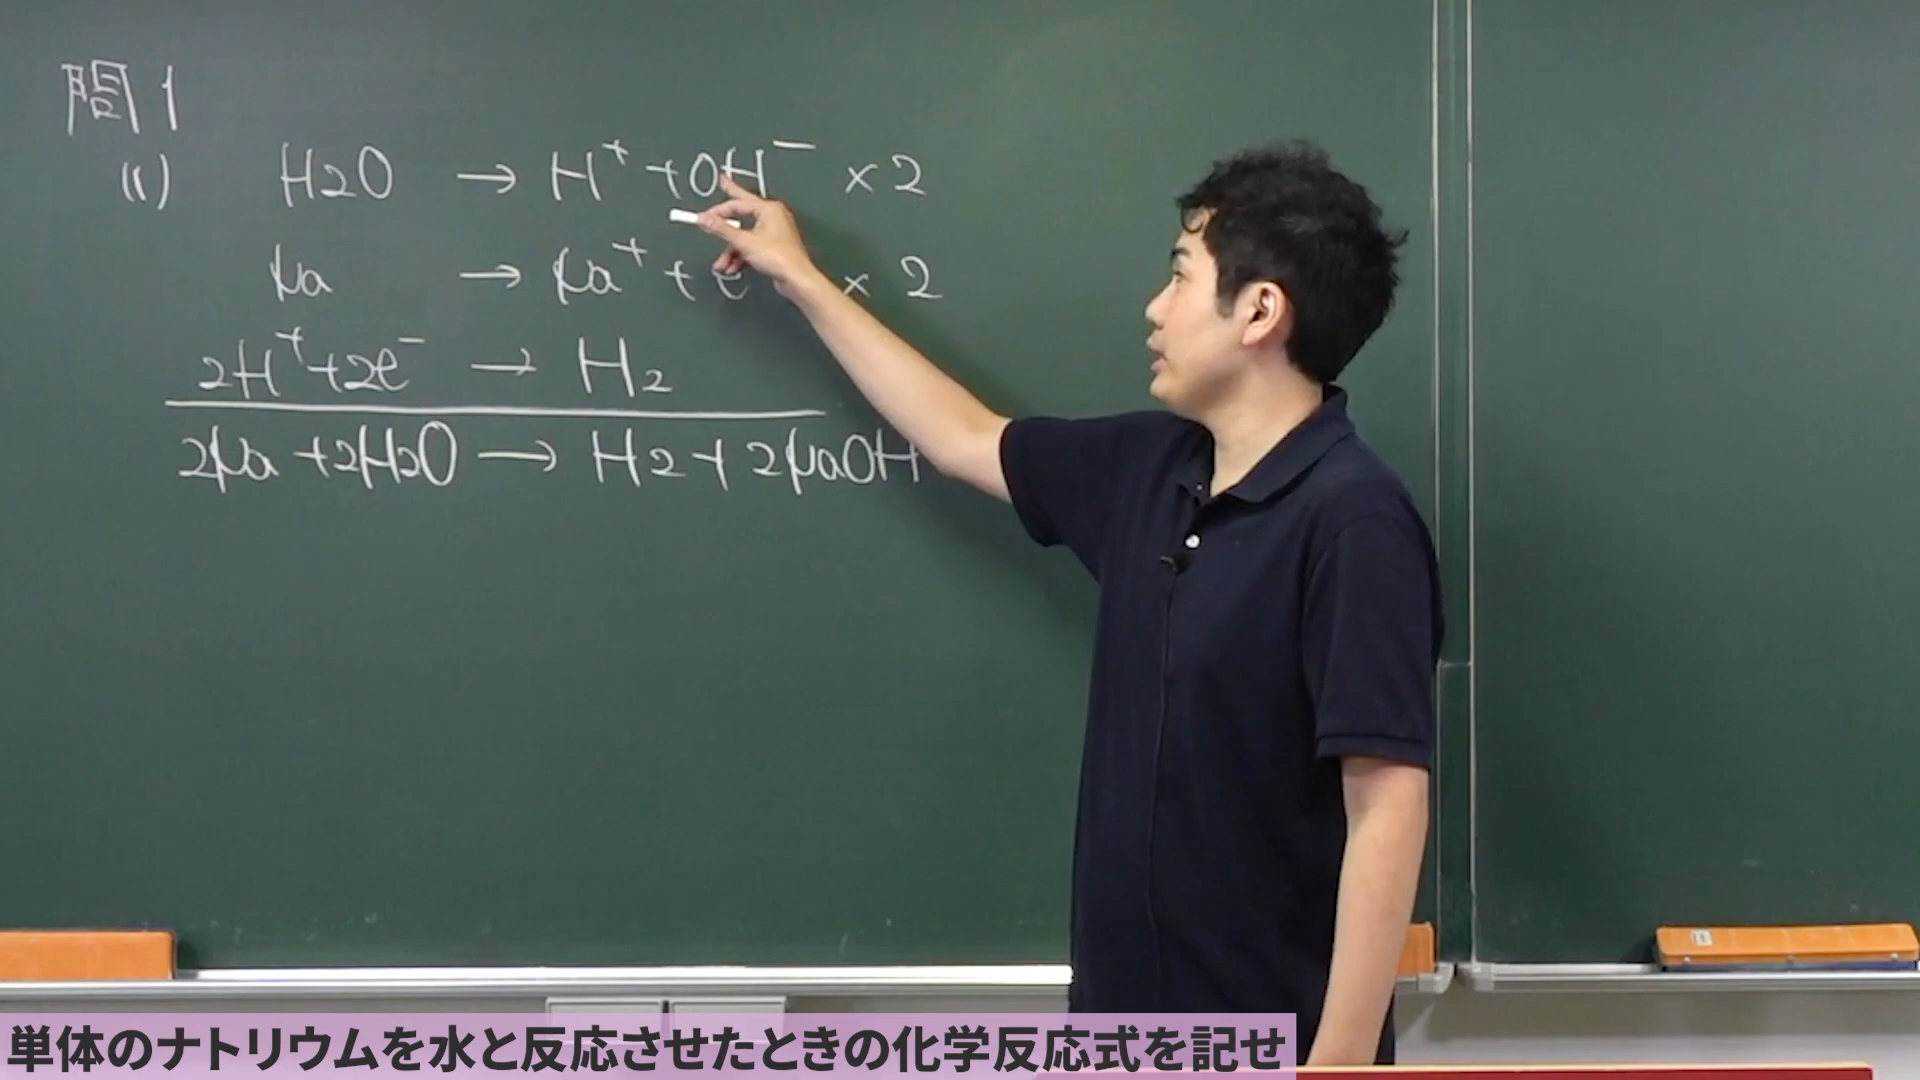 問1
(1) H2O → H⁺+OH⁻ ×2
Na → Na⁺+e ×2
2H⁺+2e⁻ → H2
2Na+2H2O → H2+2NaOH
単体のナトリウムを水と反応させたときの化学反応式を記せ